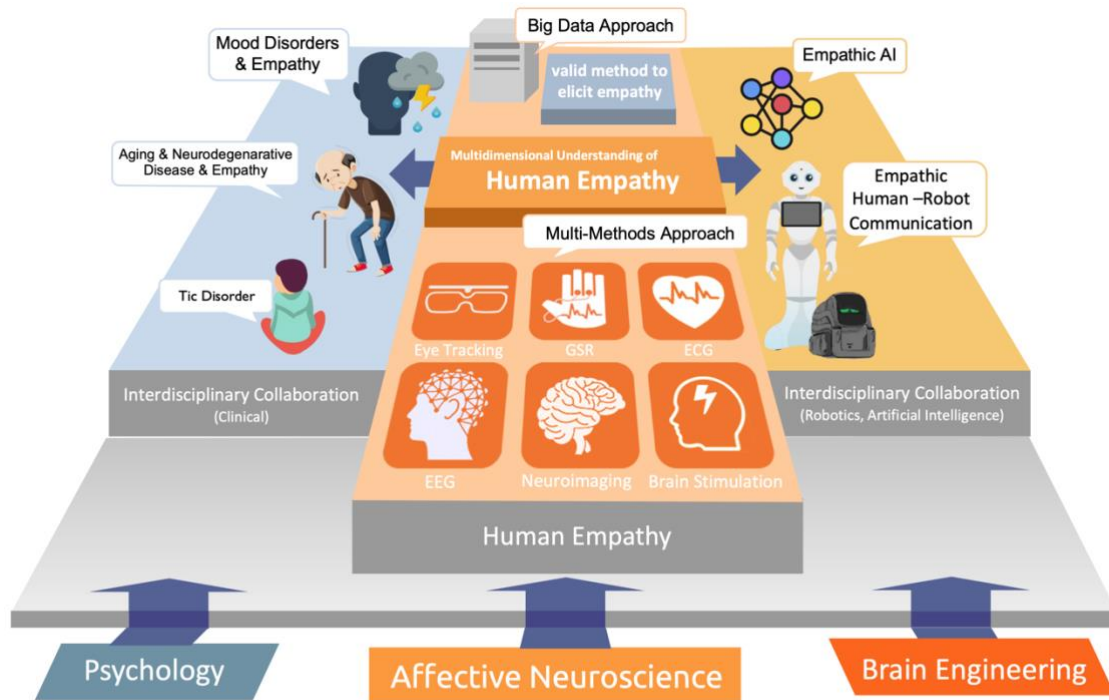 Big Data Approach
Mood Disorders
& Empathy
valid method to
elicit empathy
Empathic AI
Aging & Neurodegenarative
Disease & Empathy
Multidimensional Understanding of
Human Empathy
Empathic
Human –Robot
Communication
Multi-Methods Approach
Tic Disorder
Eye Tracking
GSR
ECG
Interdisciplinary Collaboration
(Clinical)
Interdisciplinary Collaboration
(Robotics, Artificial Intelligence)
EEG
Neuroimaging
Brain Stimulation
Human Empathy
Psychology
Affective Neuroscience
Brain Engineering